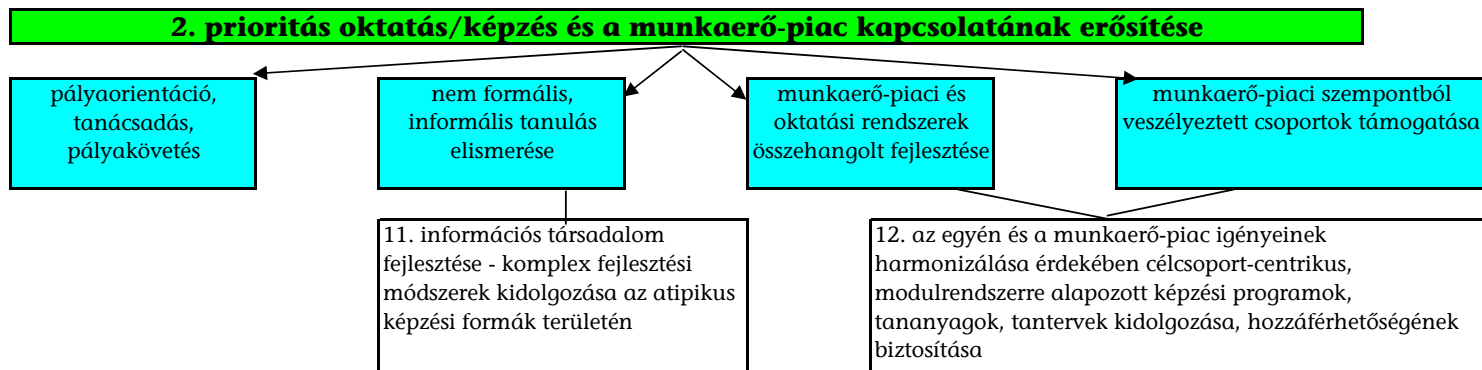 2. prioritás oktatás/képzés és a munkaerő-piac kapcsolatának erősítése
pályaorientáció,
tanácsadás,
pályakövetés
nem formális,
informális tanulás
elismerése
munkaerő-piaci és
oktatási rendszerek
összehangolt fejlesztése
munkaerő-piaci szempontból
veszélyeztett csoportok támogatása
11. információs társadalom
fejlesztése - komplex fejlesztési
módszerek kidolgozása az atipikus
képzési formák területén
12. az egyén és a munkaerő-piac igényeinek
harmonizálása érdekében célcsoport-centrikus,
modulrendszerre alapozott képzési programok,
tananyagok, tantervek kidolgozása, hozzáférhetőségének
biztosítása